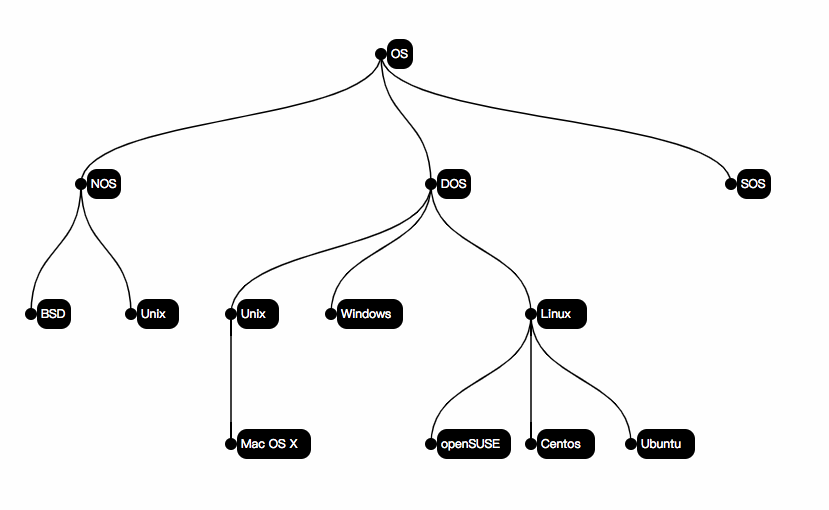 OS
NOS
DOS
SOS
BSD
Unix
Unix
Windows
Linux
Mac OS X
openSUSE
Centos
Ubuntu